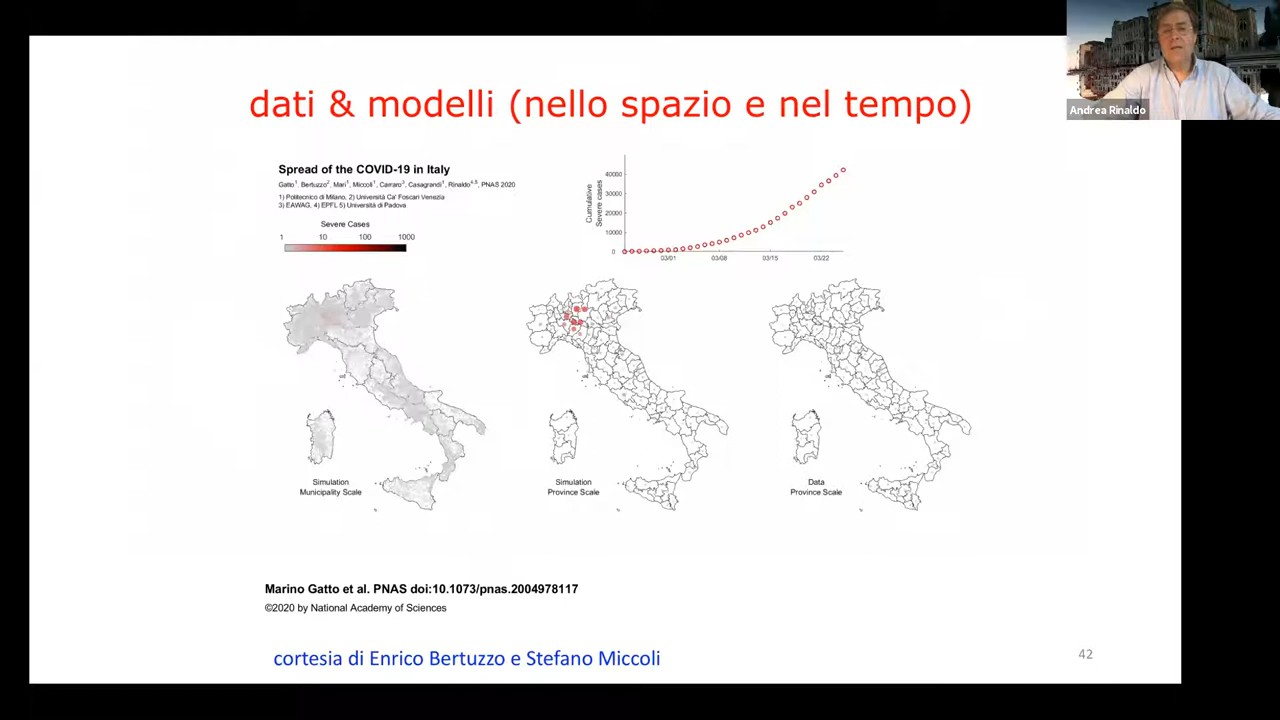 Andrea Rinaldo
dati & modelli (nello spazio e nel tempo)
Spread of the COVID-19 in Italy
Gatto¹, Bertuzzo², Mari¹, Miccoli¹, Carraro³, Casagrandi¹, Rinaldo⁴·⁵, PNAS 2020
1) Politecnico di Milano, 2) Università Ca' Foscari Venezia
3) EAWAG, 4) EPFL 5) Università di Padova
Severe Cases
1 10 100 1000
Cumulative
Severe cases
40000
30000
20000
10000
0
03/01 03/08 03/15 03/22
Simulation
Municipality Scale
Simulation
Province Scale
Data
Province Scale
Marino Gatto et al. PNAS doi:10.1073/pnas.2004978117
©2020 by National Academy of Sciences
cortesia di Enrico Bertuzzo e Stefano Miccoli
42